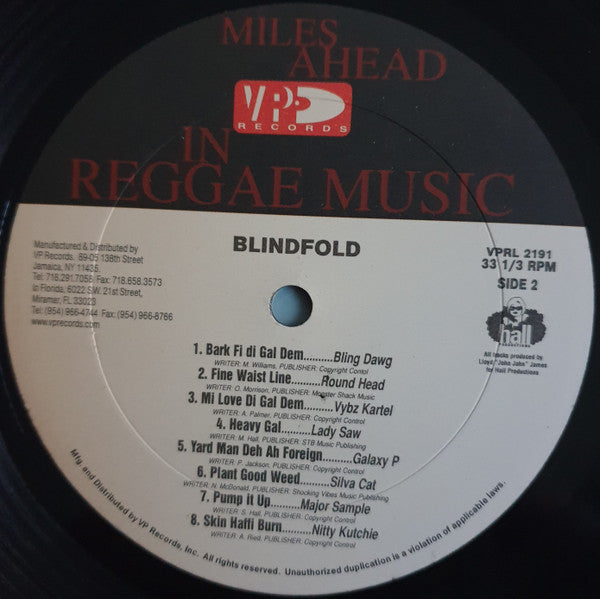 MILES
AHEAD
VP
RECORDS
IN
REGGAE MUSIC
BLINDFOLD
Manufactured & Distributed by
VP Records. 89-05 138th Street
Jamaica, NY 11435.
Tel: 718.291.7058 Fax: 718.658.3573
In Florida, 6022 S.W. 21st Street,
Miramar, FL 33023
Tel: (954) 966-4744 Fax: (954) 966-8766
www.vprecords.com
VPRL 2191
33 1/3 RPM
SIDE 2
hall
PRODUCTIONS
All tracks produced by
Lloyd "John John" James
for Hall Productions
1. Bark Fi di Gal Dem..........Bling Dawg
WRITER: M. Williams, PUBLISHER: Copyright Contol
2. Fine Waist Line..........Round Head
WRITER: O. Morrison, PUBLISHER: Monster Shack Music
3. Mi Love Di Gal Dem..........Vybz Kartel
WRITER: A. Palmer, PUBLISHER: Copyright Control
4. Heavy Gal..........Lady Saw
WRITER: M. Hall, PUBLISHER: STB Music Publishing
5. Yard Man Deh Ah Foreign..........Galaxy P
WRITER: P. Jackson, PUBLISHER: Copyright Control
6. Plant Good Weed..........Silva Cat
WRITER: N. McDonald, PUBLISHER: Shocking Vibes Music Publishing
7. Pump it Up..........Major Sample
WRITER: S. Hall, PUBLISHER: Copyright Control
8. Skin Haffi Burn..........Nitty Kutchie
WRITER: A. Reid, PUBLISHER: Copyright Control
Mfg. and Distributed by VP Records, Inc. All rights reserved. Unauthorized duplication is a violation of applicable laws.